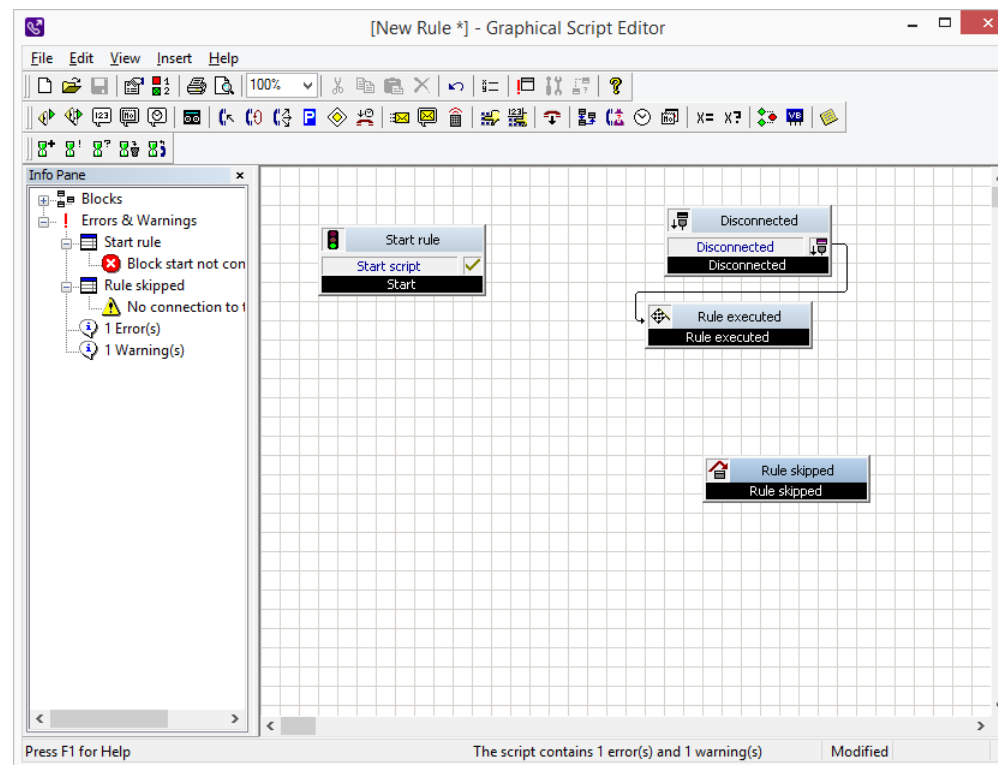 [New Rule *] - Graphical Script Editor
File Edit View Insert Help
100%
Info Pane
Blocks
Errors & Warnings
Start rule
Block start not con
Rule skipped
No connection to t
1 Error(s)
1 Warning(s)
Start rule
Start script
Start
Disconnected
Disconnected
Disconnected
Rule executed
Rule executed
Rule skipped
Rule skipped
Press F1 for Help
The script contains 1 error(s) and 1 warning(s)
Modified